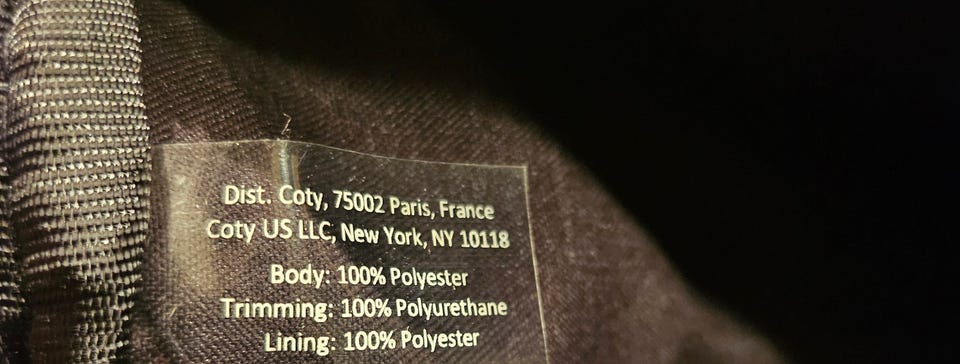 Dist. Coty, 75002 Paris, France
Coty US LLC, New York, NY 10118
Body: 100% Polyester
Trimming: 100% Polyurethane
Lining: 100% Polyester